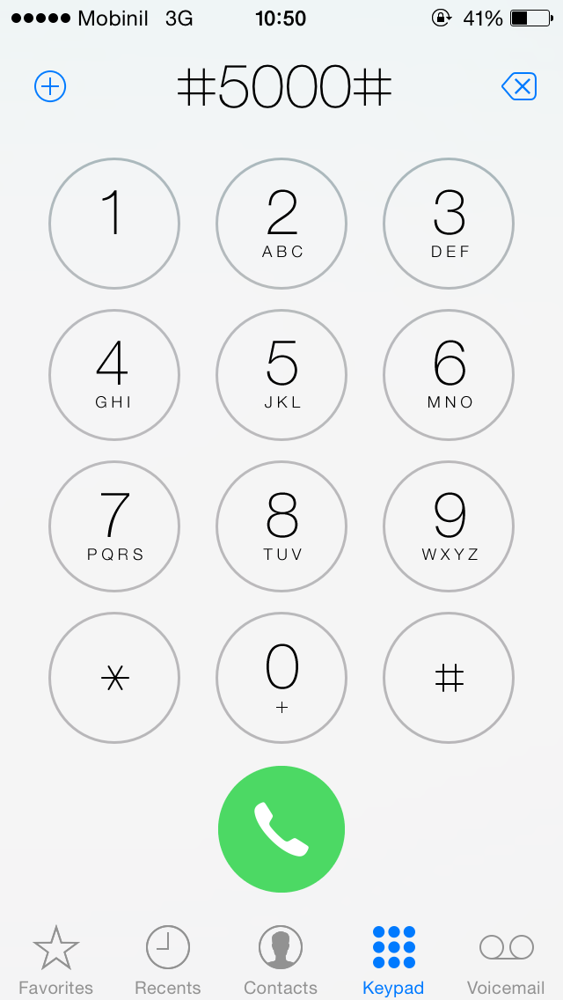 Mobinil 3G 10:50 41%
#5000#
1 2 3
ABC DEF
4 5 6
GHI JKL MNO
7 8 9
PQRS TUV WXYZ
* 0 #
+
Favorites Recents Contacts Keypad Voicemail